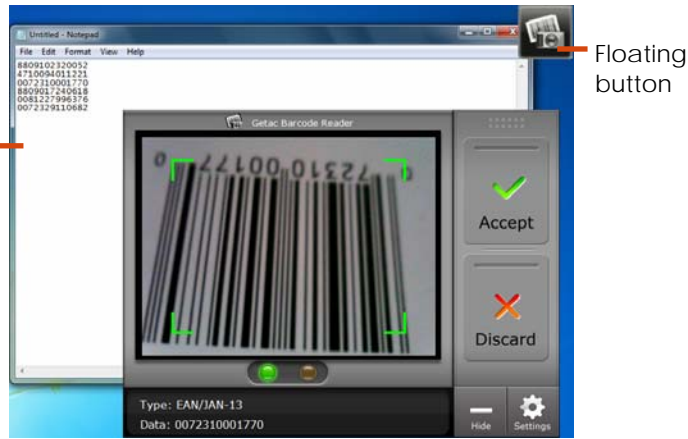 Untitled - Notepad
File Edit Format View Help
8809102320052
4710094011221
0072310001770
8809017240618
0081227996376
0072329110682
Floating
button
Getac Barcode Reader
0 72310 00177 0
Accept
Discard
Type: EAN/JAN-13
Data: 0072310001770
Hide
Settings